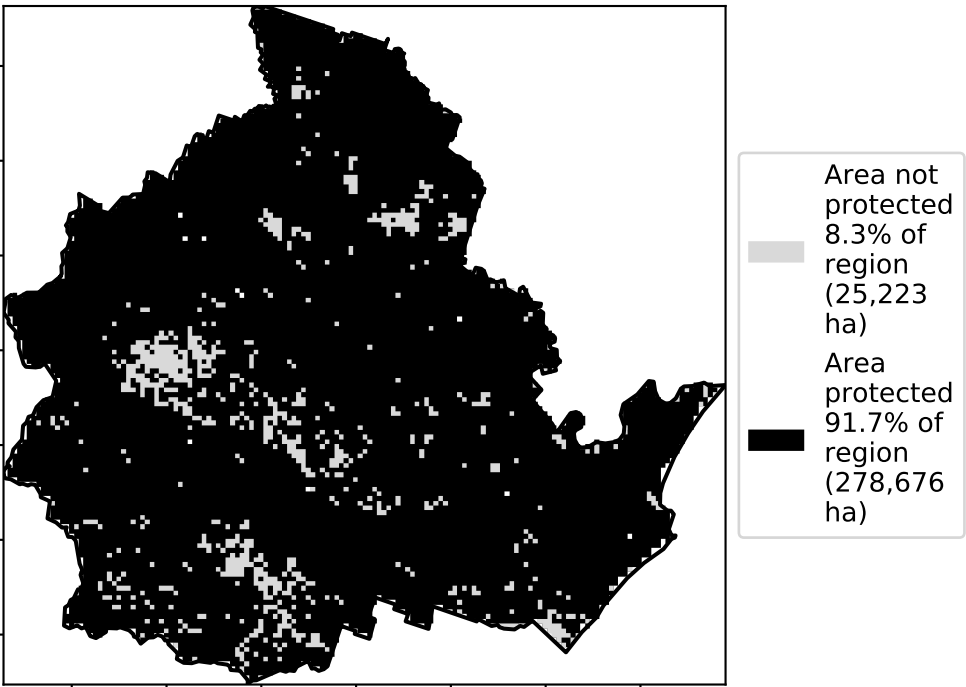 Area not
protected
8.3% of
region
(25,223
ha)
Area
protected
91.7% of
region
(278,676
ha)